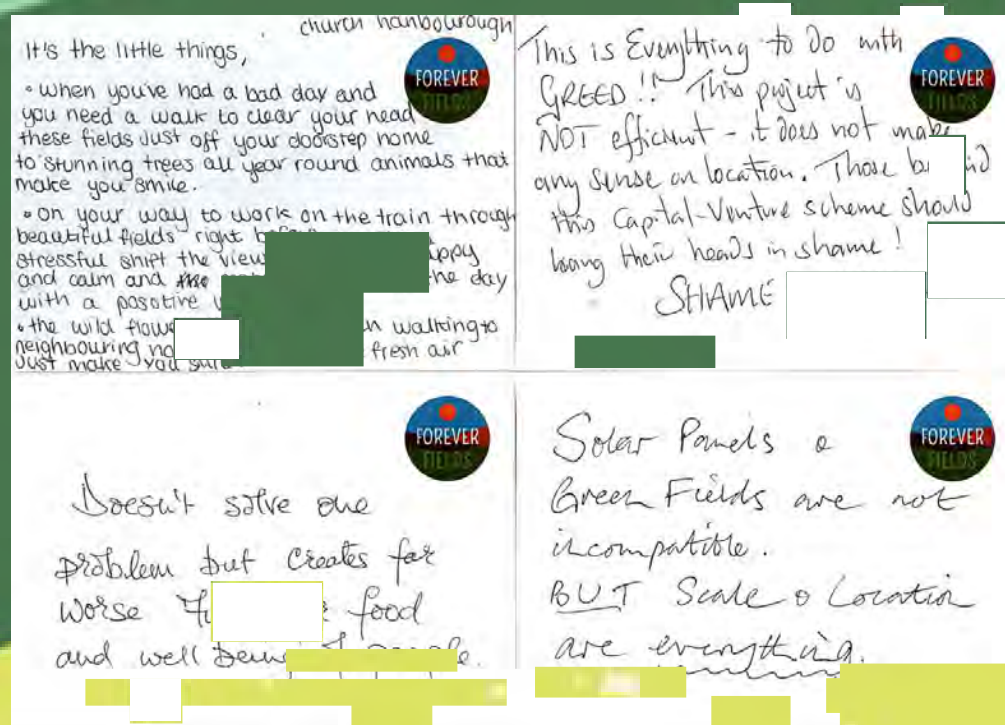 church hanbourough
It's the little things,
FOREVER
FIELDS
• when you've had a bad day and
you need a walk to clear your head
these fields just off your doorstep home
to stunning trees all year round animals that
make you smile.
• on your way to work on the train through
beautiful fields right
stressful shift the view
and calm and the day
with a posotive
• the wild walking to
neighbouring fresh air
Just make you
This is Everything to do with
GREED!! This project is
NOT efficient - it does not make
any sense on location. Those
this Capital-Venture scheme should
hang their heads in shame!
SHAME
FOREVER
FIELDS
Doesn't solve one
problem but creates far
worse food
and well
FOREVER
FIELDS
Solar Panels &
Green Fields are not
incompatible.
BUT Scale & Location
are everything.
FOREVER
FIELDS